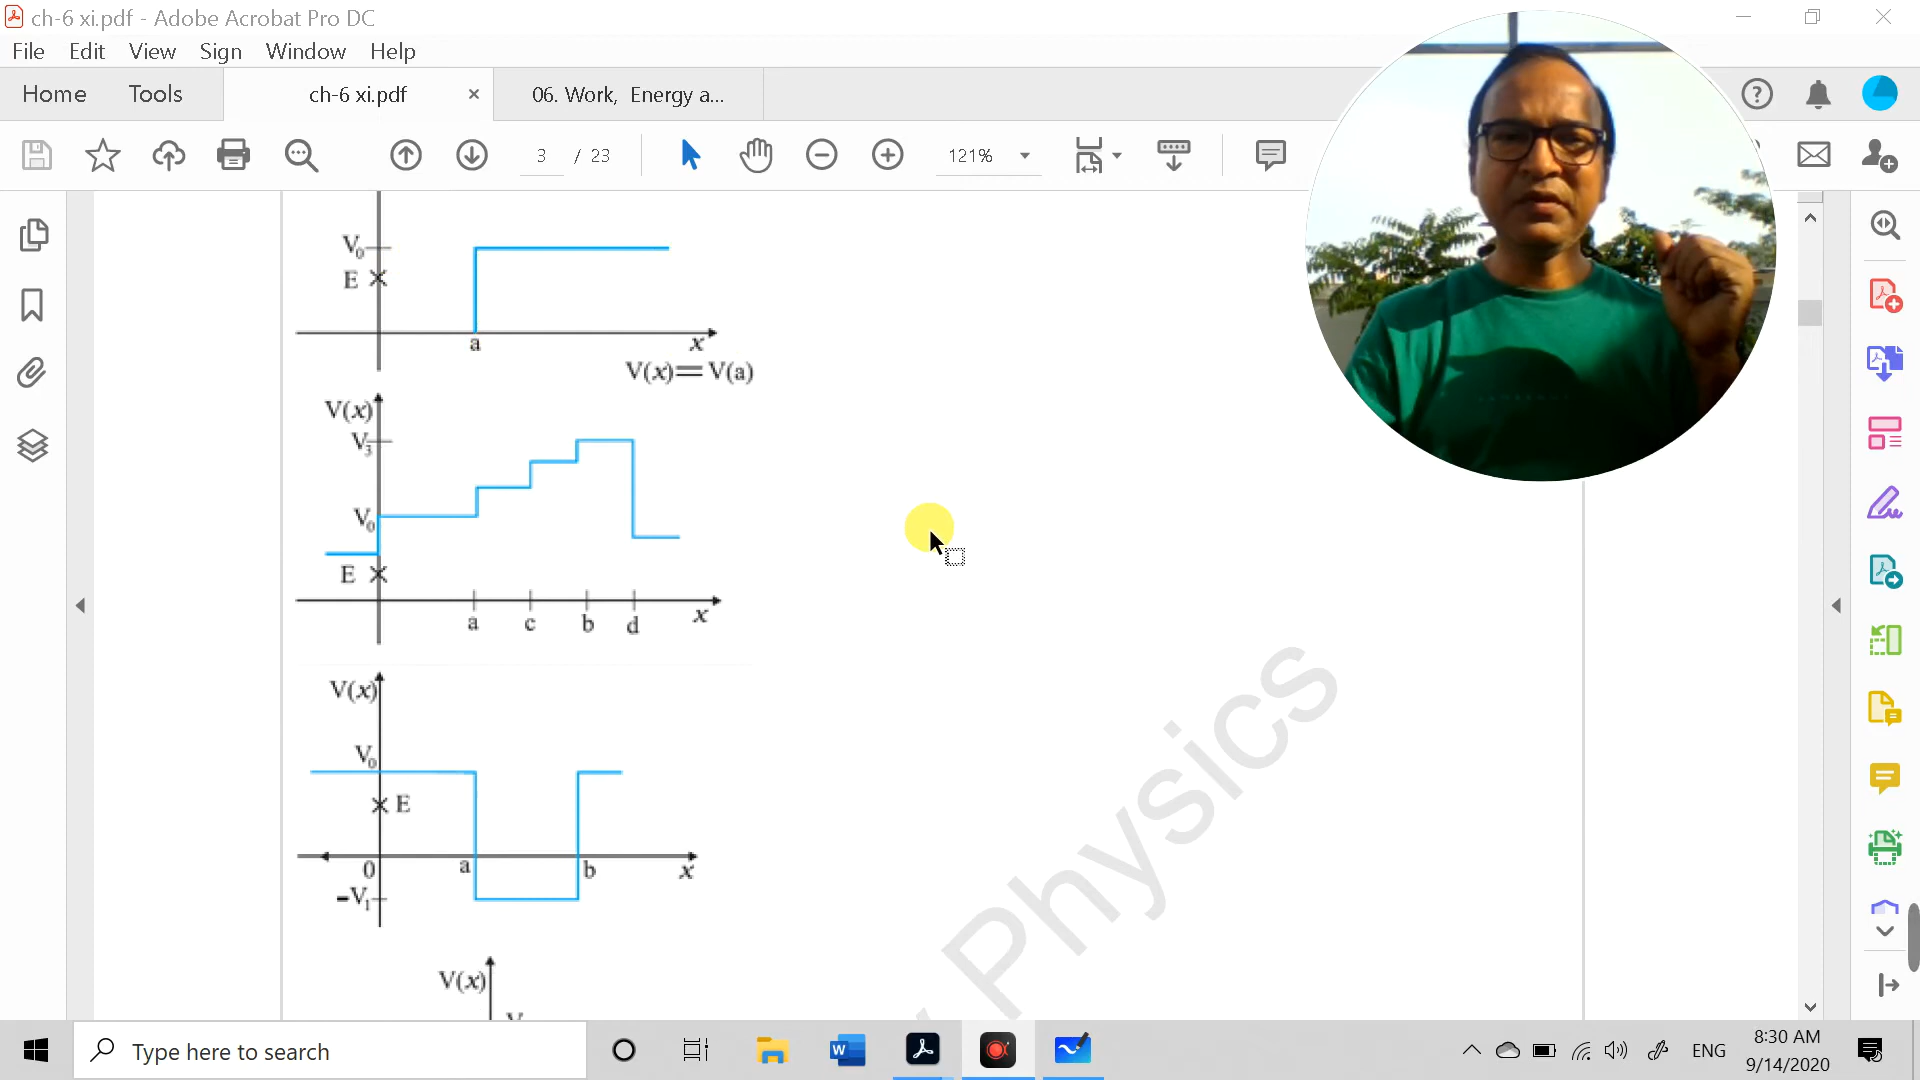 ch-6 xi.pdf - Adobe Acrobat Pro DC
File Edit View Sign Window Help
Home Tools ch-6 xi.pdf × 06. Work, Energy a...
3 / 23 121%
V₀
E
a x
V(x)=V(a)
V(x)
V₃
V₀
E
a c b d x
V(x)
V₀
E
0 a b x
-V₁
V(x)
Physics
Type here to search
ENG
8:30 AM
9/14/2020